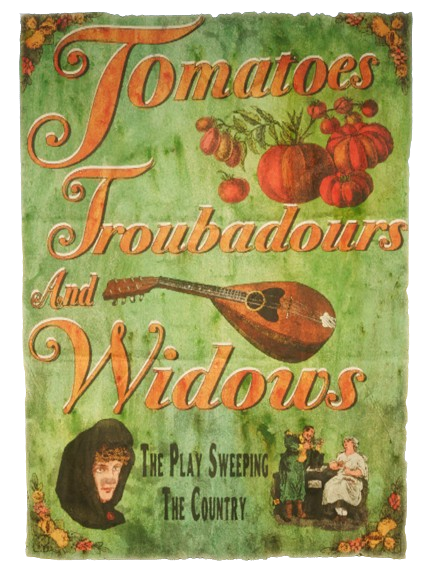 Tomatoes
Troubadours
And
Widows
The Play Sweeping
The Country